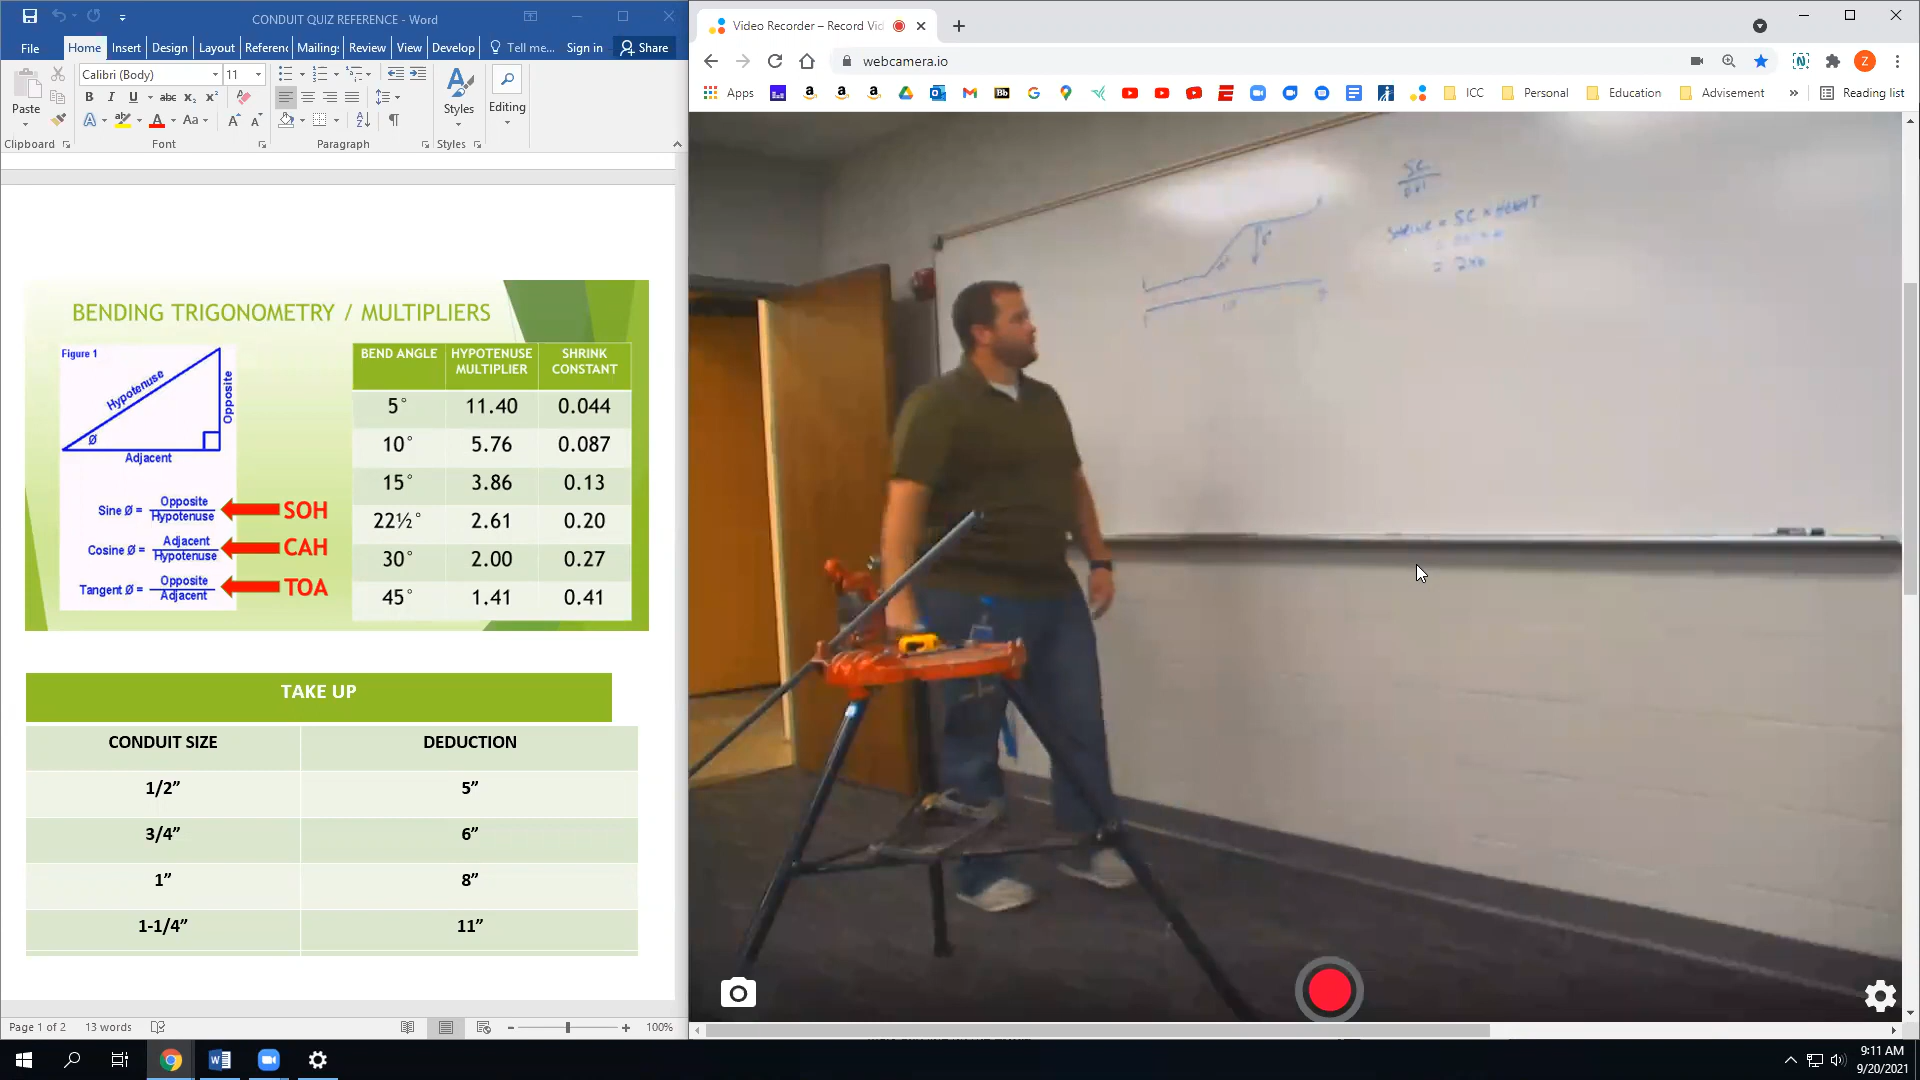 CONDUIT QUIZ REFERENCE - Word
File Home Insert Design Layout Referenc Mailings Review View Develop Tell me... Sign in Share
Calibri (Body) 11
Paste Styles Editing
Clipboard Font Paragraph Styles
BENDING TRIGONOMETRY / MULTIPLIERS
Figure 1
Hypotenuse
Opposite
Ø
Adjacent
Sine Ø = Opposite
Hypotenuse
SOH
Cosine Ø = Adjacent
Hypotenuse
CAH
Tangent Ø = Opposite
Adjacent
TOA
BEND ANGLE HYPOTENUSE MULTIPLIER SHRINK CONSTANT
5° 11.40 0.044
10° 5.76 0.087
15° 3.86 0.13
22½° 2.61 0.20
30° 2.00 0.27
45° 1.41 0.41
TAKE UP
CONDUIT SIZE DEDUCTION
1/2” 5”
3/4” 6”
1” 8”
1-1/4” 11”
Page 1 of 2 13 words 100%
Video Recorder – Record Vid
webcamera.io
Z
Apps ICC Personal Education Advisement » Reading list
SC
= SC × HEIGHT
9:11 AM
9/20/2021